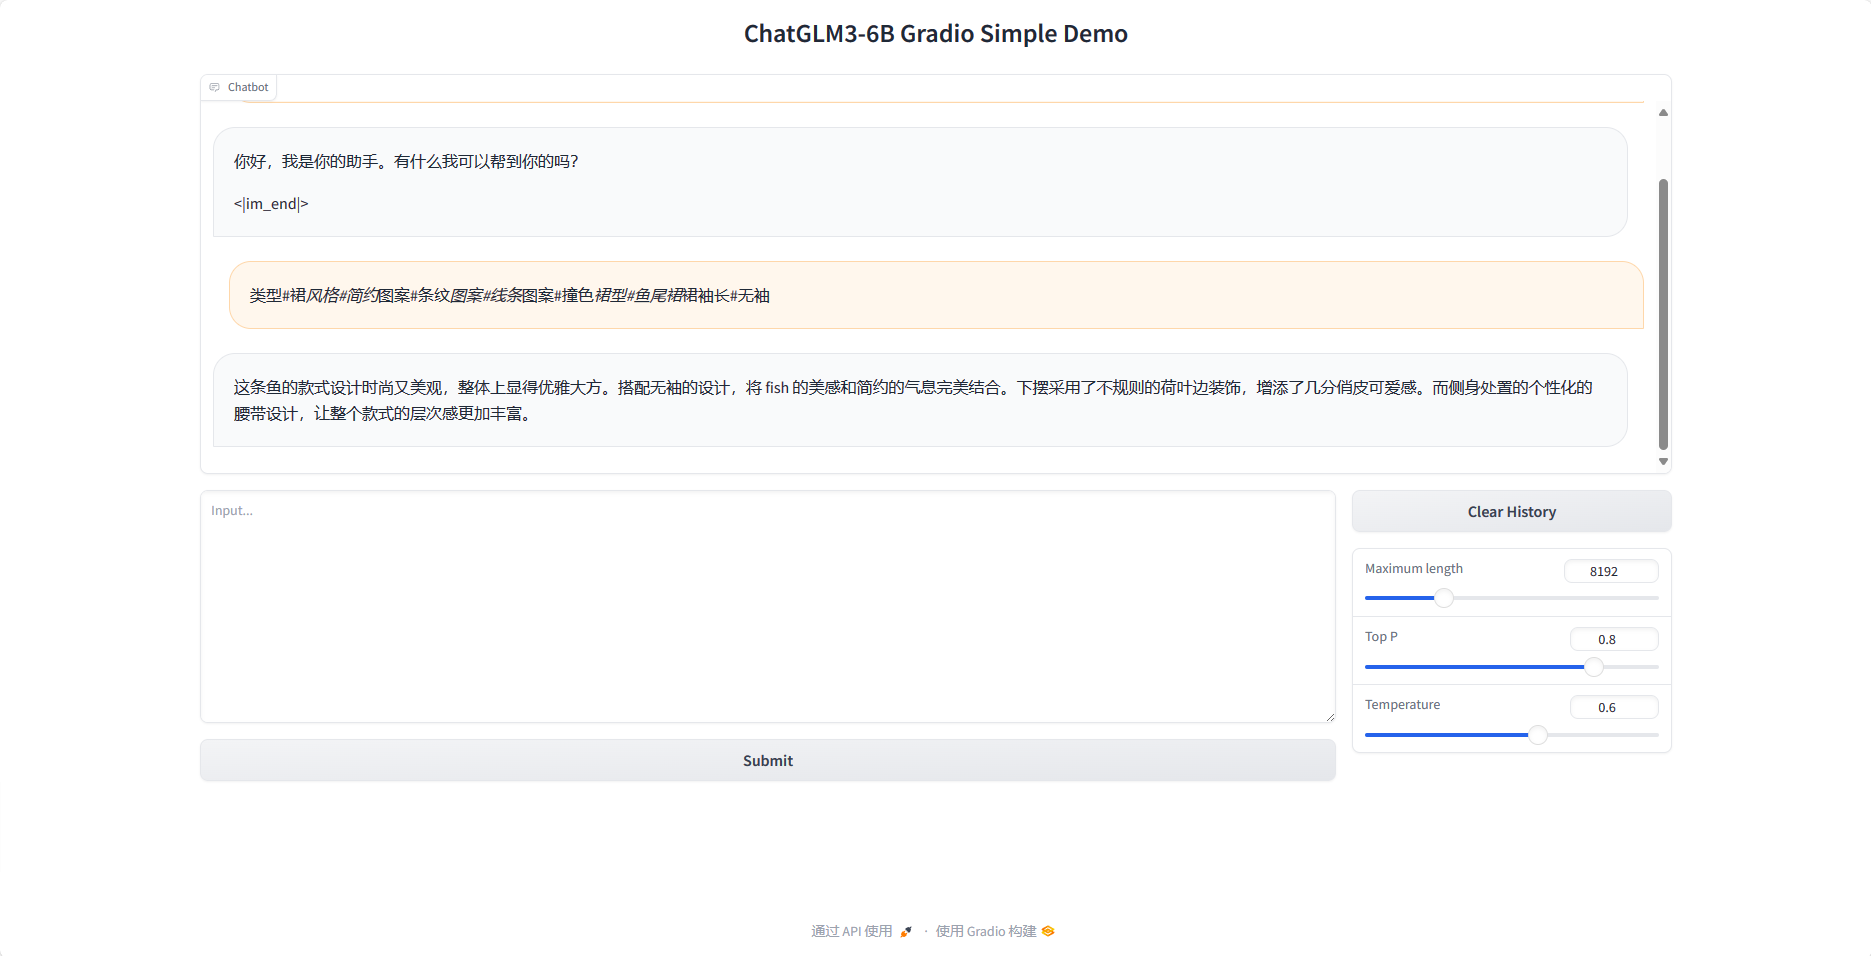 ChatGLM3-6B Gradio Simple Demo
Chatbot
你好，我是你的助手。有什么我可以帮到你的吗？
<|im_end|>
类型#裙风格#简约图案#条纹图案#线条图案#撞色裙型#鱼尾裙裙袖长#无袖
这条鱼的款式设计时尚又美观，整体上显得优雅大方。搭配无袖的设计，将 fish 的美感和简约的气息完美结合。下摆采用了不规则的荷叶边装饰，增添了几分俏皮可爱感。而侧身处置的个性化的
腰带设计，让整个款式的层次感更加丰富。
Input...
Submit
Clear History
Maximum length 8192
Top P 0.8
Temperature 0.6
通过 API 使用 · 使用 Gradio 构建